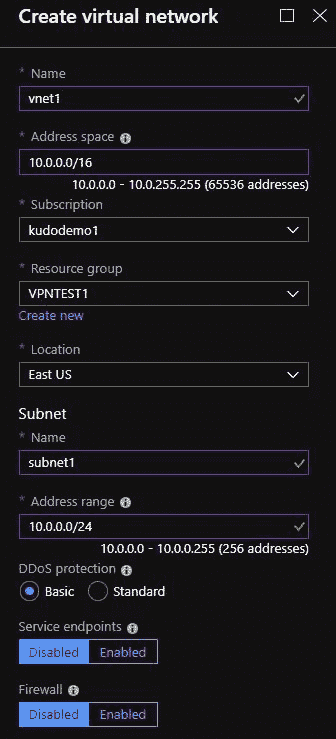 Create virtual network
* Name
vnet1
* Address space
10.0.0.0/16
10.0.0.0 - 10.0.255.255 (65536 addresses)
* Subscription
kudodemo1
* Resource group
VPNTEST1
Create new
* Location
East US
Subnet
* Name
subnet1
* Address range
10.0.0.0/24
10.0.0.0 - 10.0.0.255 (256 addresses)
DDoS protection
Basic Standard
Service endpoints
Disabled Enabled
Firewall
Disabled Enabled